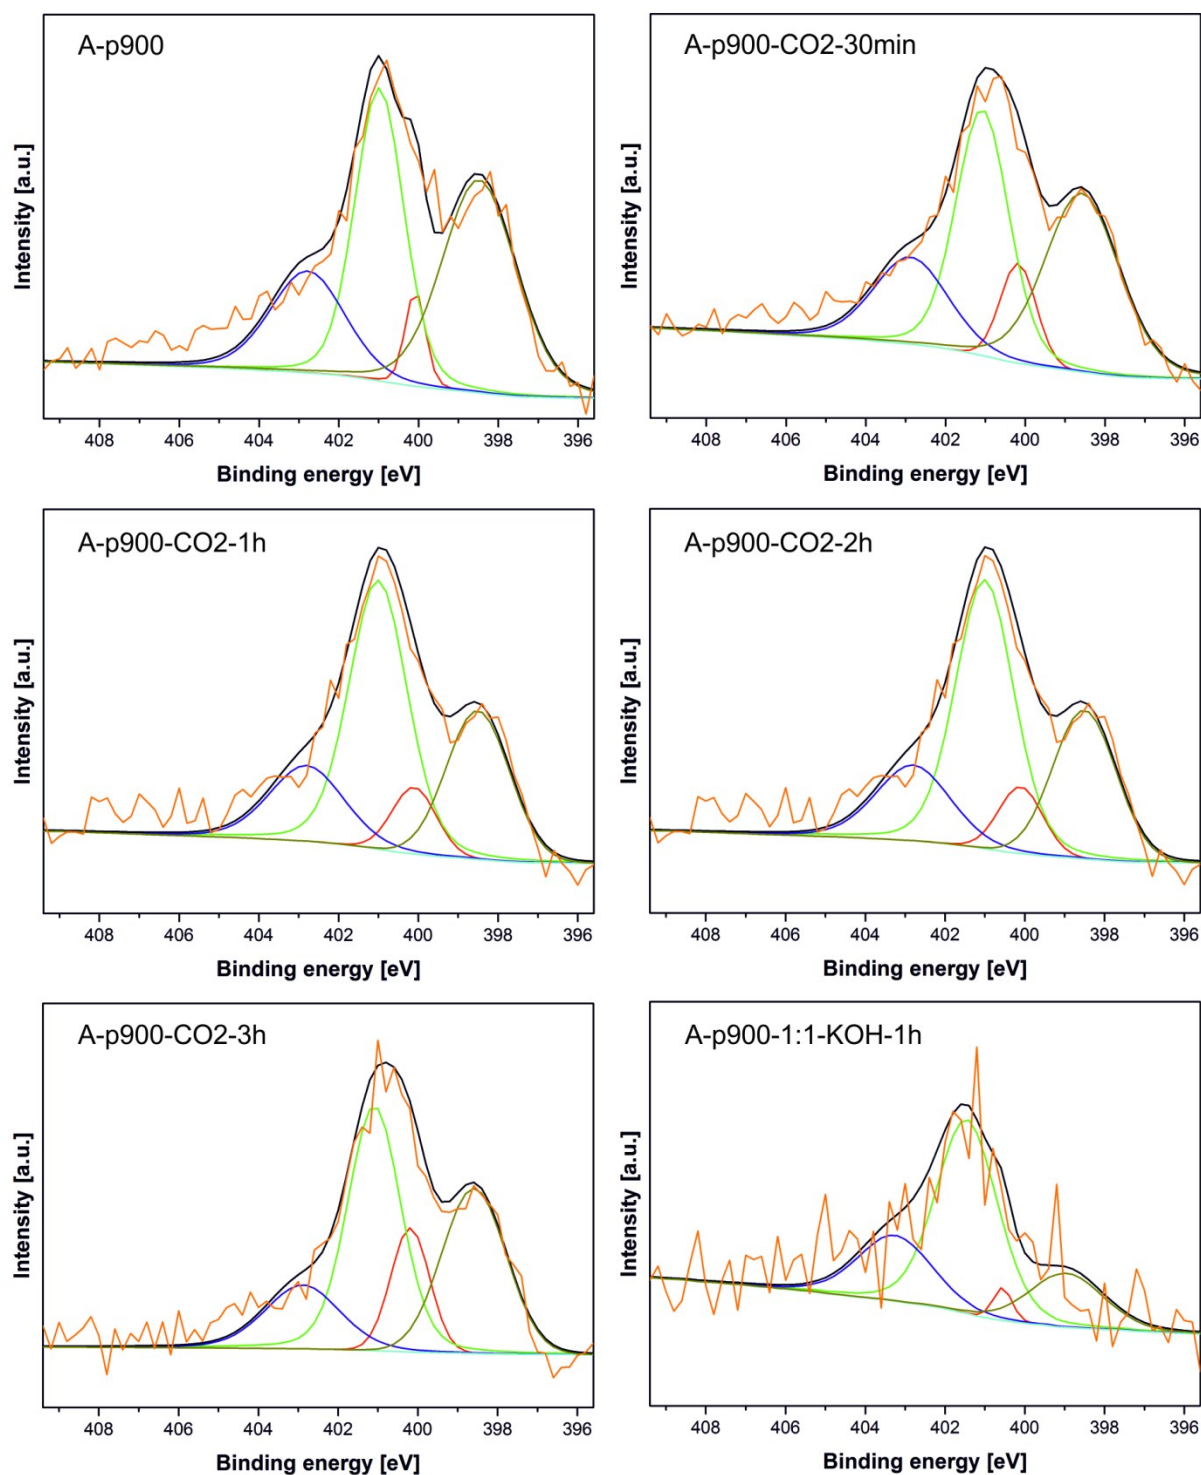 A-p900
Intensity [a.u.]
408 406 404 402 400 398 396
Binding energy [eV]
A-p900-CO2-30min
Intensity [a.u.]
408 406 404 402 400 398 396
Binding energy [eV]
A-p900-CO2-1h
Intensity [a.u.]
408 406 404 402 400 398 396
Binding energy [eV]
A-p900-CO2-2h
Intensity [a.u.]
408 406 404 402 400 398 396
Binding energy [eV]
A-p900-CO2-3h
Intensity [a.u.]
408 406 404 402 400 398 396
Binding energy [eV]
A-p900-1:1-KOH-1h
Intensity [a.u.]
408 406 404 402 400 398 396
Binding energy [eV]